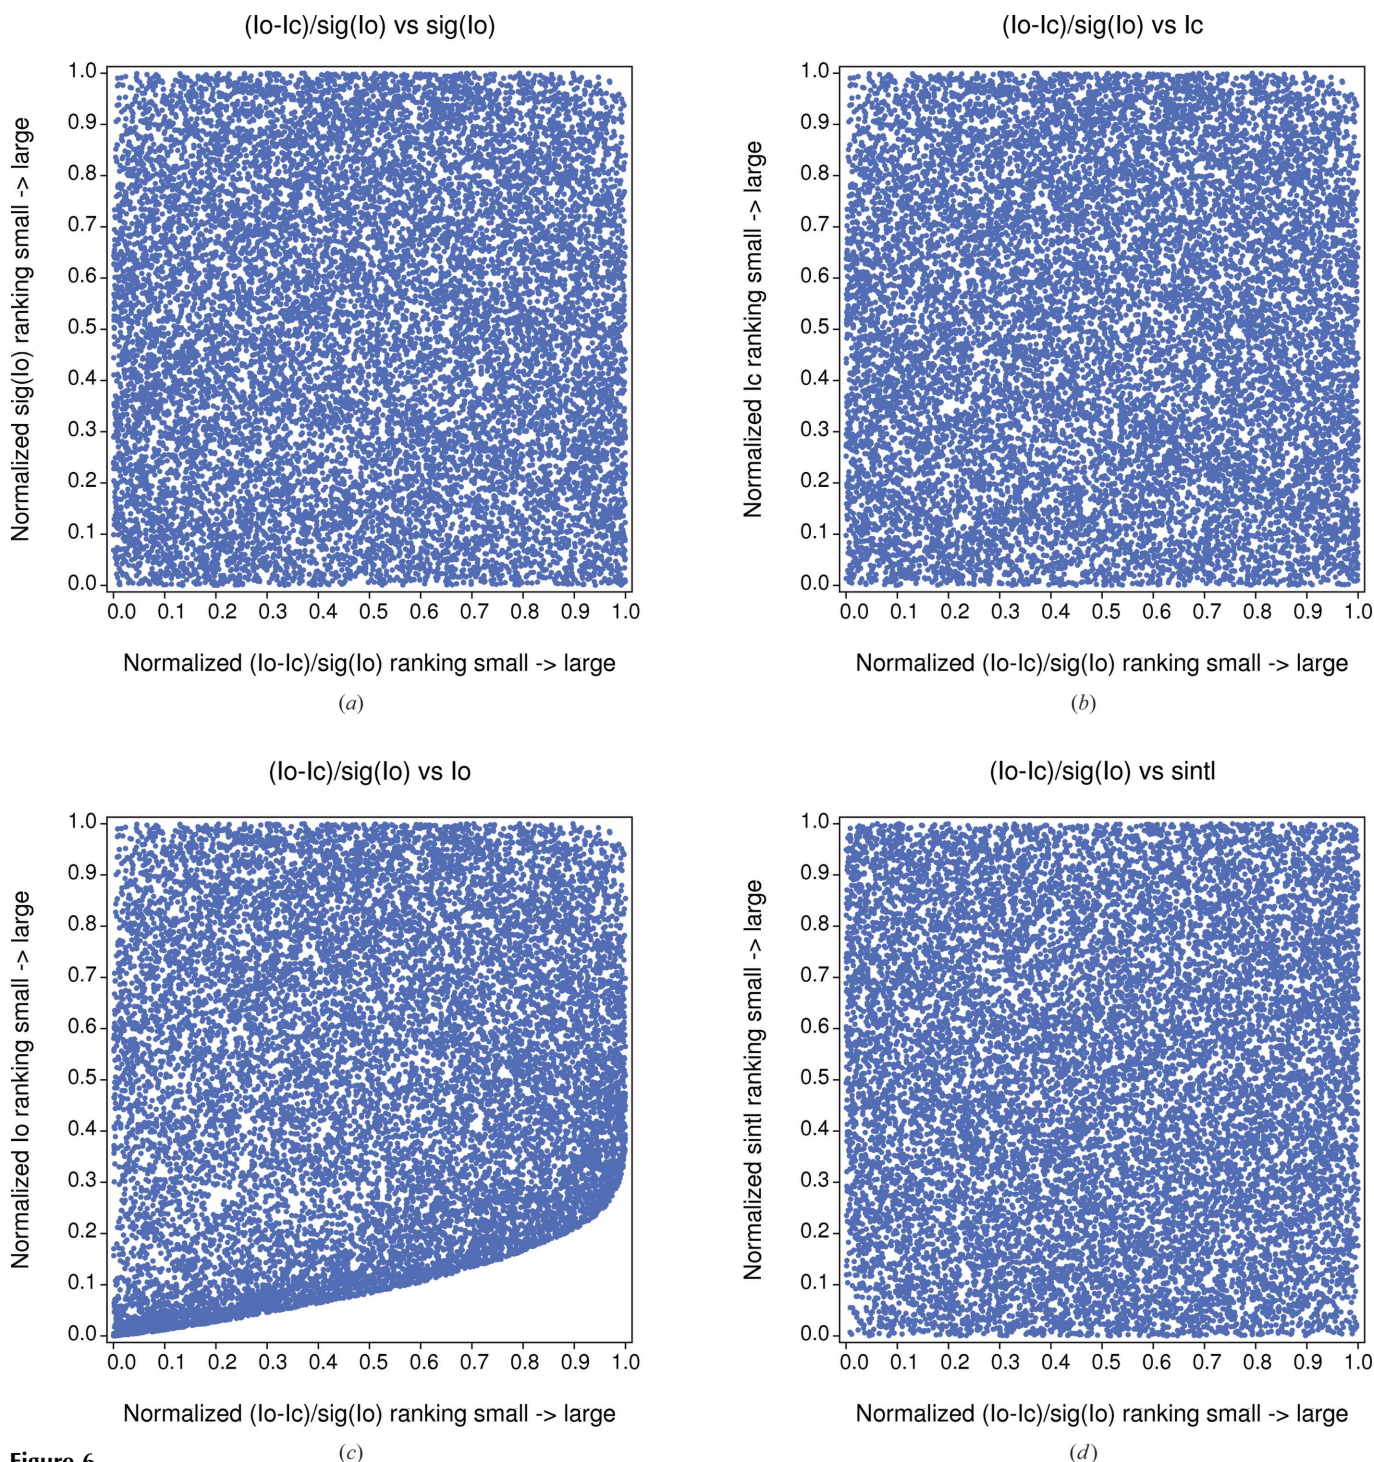 (Io-Ic)/sig(Io) vs sig(Io)
Normalized sig(Io) ranking small -> large
1.0
0.9
0.8
0.7
0.6
0.5
0.4
0.3
0.2
0.1
0.0
0.0 0.1 0.2 0.3 0.4 0.5 0.6 0.7 0.8 0.9 1.0
Normalized (Io-Ic)/sig(Io) ranking small -> large
(a)
(Io-Ic)/sig(Io) vs Ic
Normalized Ic ranking small -> large
1.0
0.9
0.8
0.7
0.6
0.5
0.4
0.3
0.2
0.1
0.0
0.0 0.1 0.2 0.3 0.4 0.5 0.6 0.7 0.8 0.9 1.0
Normalized (Io-Ic)/sig(Io) ranking small -> large
(b)
(Io-Ic)/sig(Io) vs Io
Normalized Io ranking small -> large
1.0
0.9
0.8
0.7
0.6
0.5
0.4
0.3
0.2
0.1
0.0
0.0 0.1 0.2 0.3 0.4 0.5 0.6 0.7 0.8 0.9 1.0
Normalized (Io-Ic)/sig(Io) ranking small -> large
(c)
(Io-Ic)/sig(Io) vs sintl
Normalized sintl ranking small -> large
1.0
0.9
0.8
0.7
0.6
0.5
0.4
0.3
0.2
0.1
0.0
0.0 0.1 0.2 0.3 0.4 0.5 0.6 0.7 0.8 0.9 1.0
Normalized (Io-Ic)/sig(Io) ranking small -> large
(d)
Figure 6